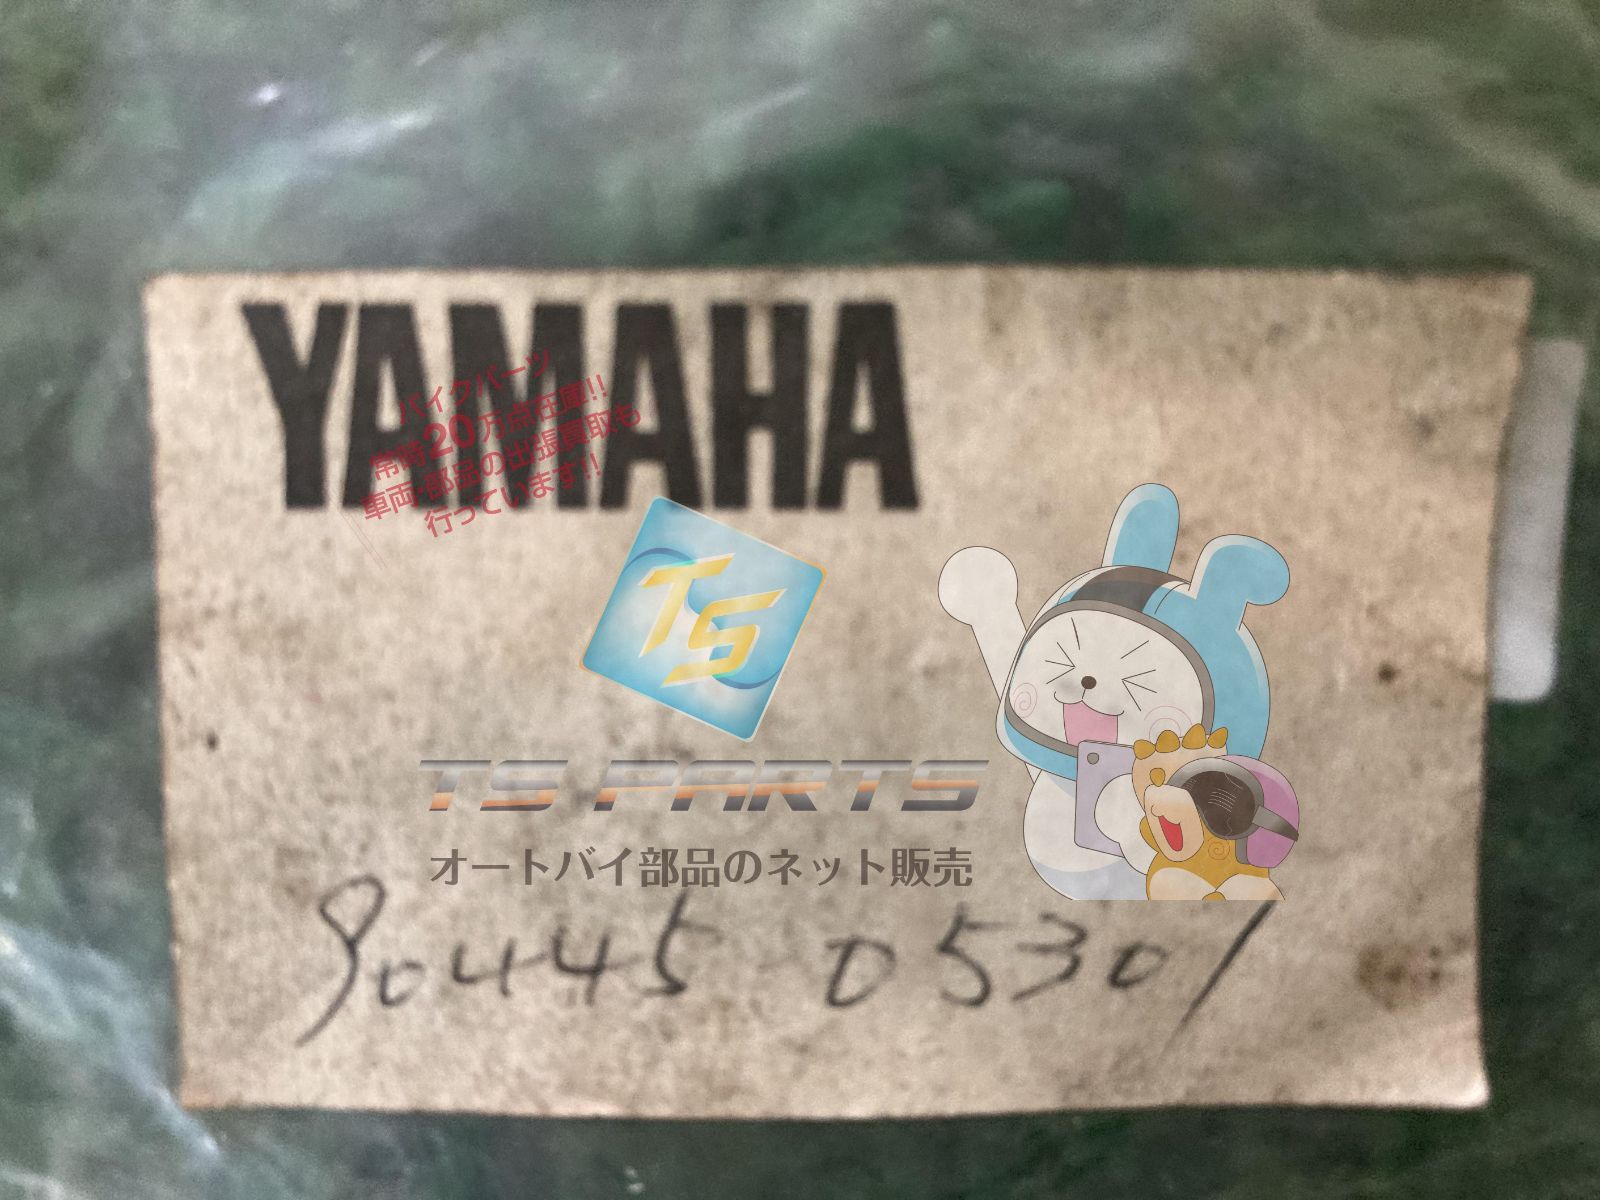 YAMAHA
バイクパーツ
常時20万点在庫!!
車両・部品の出張買取も
行っています!!
TS
TS PARTS
オートバイ部品のネット販売
90445 05301